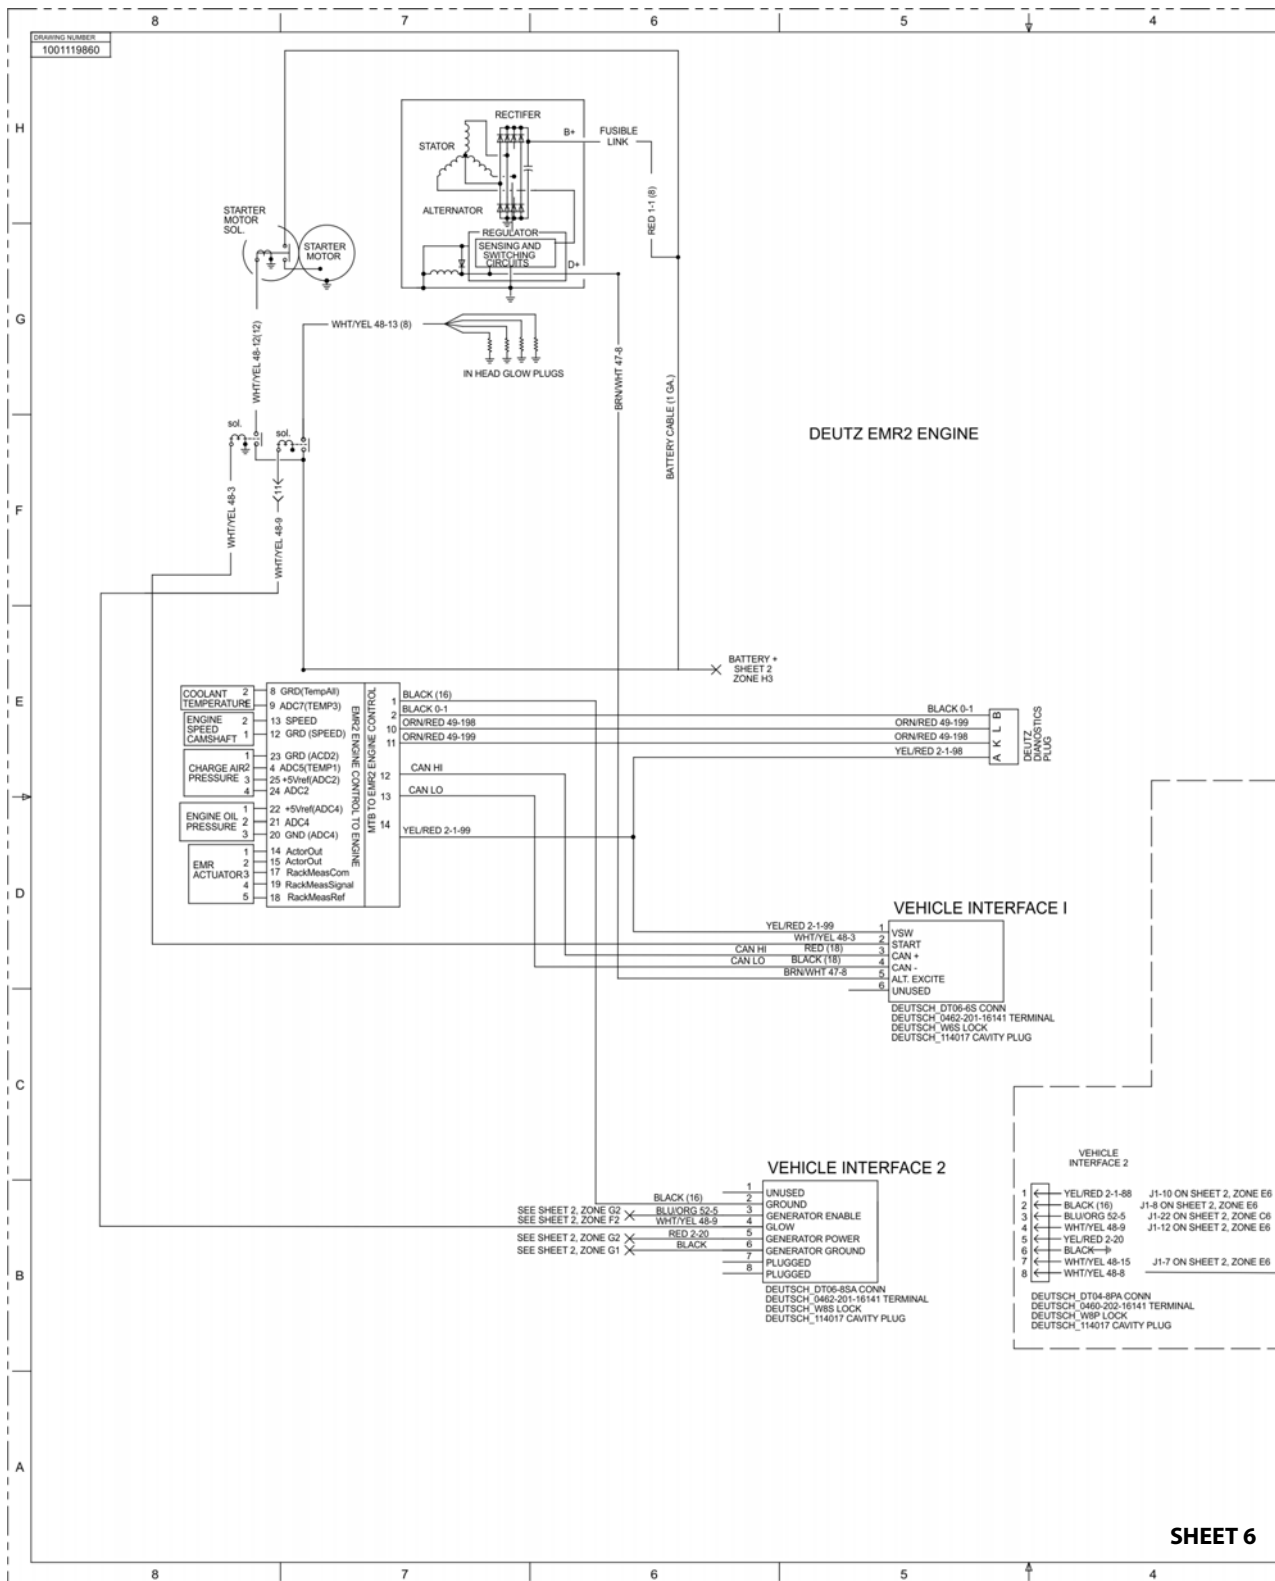 8
7
6
5
4
DRAWING NUMBER
1001119860
H
G
F
E
D
C
B
A
RECTIFER
STATOR
B+
FUSIBLE
LINK
ALTERNATOR
RED 1-1 (8)
STARTER
MOTOR
SOL.
STARTER
MOTOR
REGULATOR
SENSING AND
SWITCHING
CIRCUITS
D+
WHT/YEL 48-12(12)
WHT/YEL 48-13 (8)
IN HEAD GLOW PLUGS
BRN/WHT 47-8
BATTERY CABLE (1 GA.)
DEUTZ EMR2 ENGINE
sol.
sol.
11
WHT/YEL 48-3
WHT/YEL 48-9
BATTERY +
SHEET 2
ZONE H3
COOLANT 2
TEMPERATURE 1
8 GRD(TempAll)
9 ADC7(TEMP3)
ENGINE 2
SPEED
CAMSHAFT 1
13 SPEED
12 GRD (SPEED)
1
CHARGE AIR 2
PRESSURE 3
4
23 GRD (ACD2)
4 ADC5(TEMP1)
25 +5Vref(ADC2)
24 ADC2
ENGINE OIL 1
PRESSURE 2
3
22 +5Vref(ADC4)
21 ADC4
20 GND (ADC4)
EMR
ACTUATOR
1
2
3
4
5
14 ActorOut
15 ActorOut
17 RackMeasCom
19 RackMeasSignal
18 RackMeasRef
EMR2 ENGINE CONTROL TO ENGINE
MTB TO EMR2 ENGINE CONTROL
1 BLACK (16)
2 BLACK 0-1
10 ORN/RED 49-198
11 ORN/RED 49-199
12 CAN HI
13 CAN LO
14 YEL/RED 2-1-99
BLACK 0-1 B
ORN/RED 49-199 L
ORN/RED 49-198 K
YEL/RED 2-1-98 A
DEUTZ
DIANOSTICS
PLUG
VEHICLE INTERFACE I
YEL/RED 2-1-99 1 VSW
WHT/YEL 48-3 2 START
CAN HI RED (18) 3 CAN +
CAN LO BLACK (18) 4 CAN -
BRN/WHT 47-8 5 ALT. EXCITE
6 UNUSED
DEUTSCH_DT06-6S CONN
DEUTSCH_0462-201-16141 TERMINAL
DEUTSCH_W6S LOCK
DEUTSCH_114017 CAVITY PLUG
VEHICLE INTERFACE 2
1 UNUSED
BLACK (16) 2 GROUND
SEE SHEET 2, ZONE G2 BLU/ORG 52-5 3 GENERATOR ENABLE
SEE SHEET 2, ZONE F2 WHT/YEL 48-9 4 GLOW
SEE SHEET 2, ZONE G2 RED 2-20 5 GENERATOR POWER
SEE SHEET 2, ZONE G1 BLACK 6 GENERATOR GROUND
7 PLUGGED
8 PLUGGED
DEUTSCH_DT06-8SA CONN
DEUTSCH_0462-201-16141 TERMINAL
DEUTSCH_W8S LOCK
DEUTSCH_114017 CAVITY PLUG
VEHICLE
INTERFACE 2
1 YEL/RED 2-1-88 J1-10 ON SHEET 2, ZONE E6
2 BLACK (16) J1-8 ON SHEET 2, ZONE E6
3 BLU/ORG 52-5 J1-22 ON SHEET 2, ZONE C6
4 WHT/YEL 48-9 J1-12 ON SHEET 2, ZONE E6
5 YEL/RED 2-20
6 BLACK
7 WHT/YEL 48-15 J1-7 ON SHEET 2, ZONE E6
8 WHT/YEL 48-8
DEUTSCH_DT04-8PA CONN
DEUTSCH_0460-202-16141 TERMINAL
DEUTSCH_W8P LOCK
DEUTSCH_114017 CAVITY PLUG
SHEET 6
8
7
6
5
4